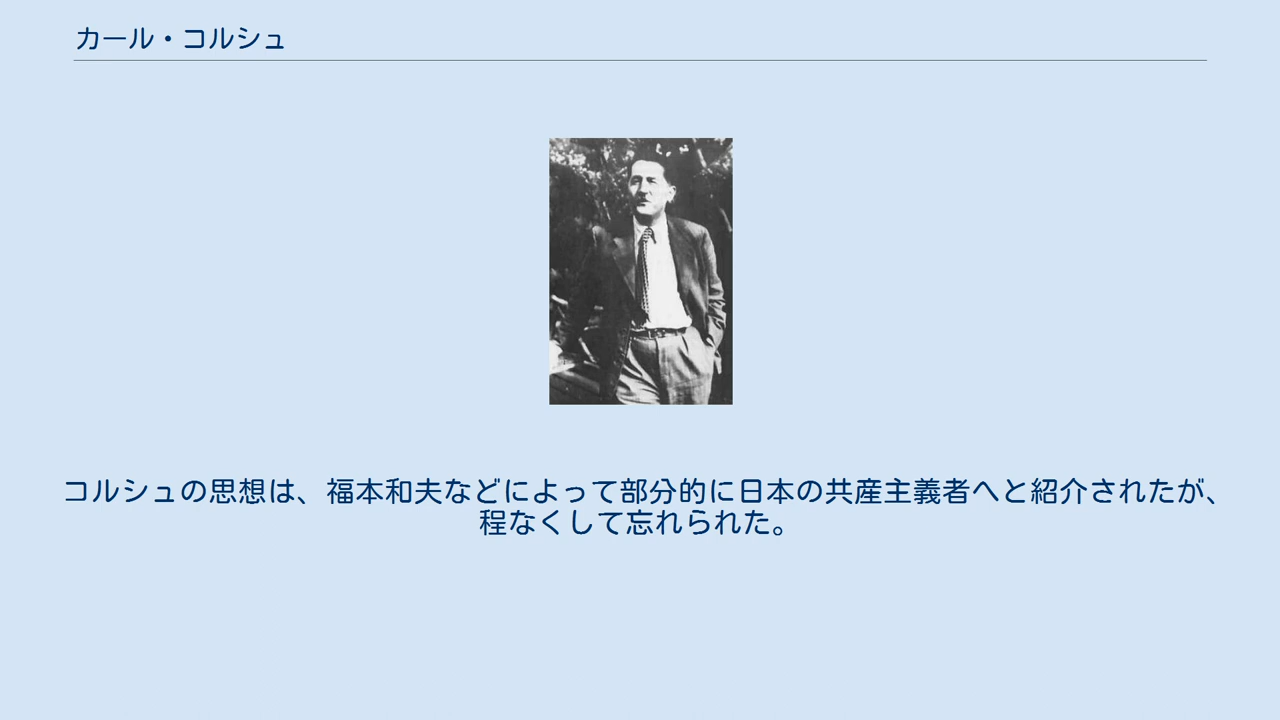 カール・コルシュ
コルシュの思想は、福本和夫などによって部分的に日本の共産主義者へと紹介されたが、
程なくして忘れられた。